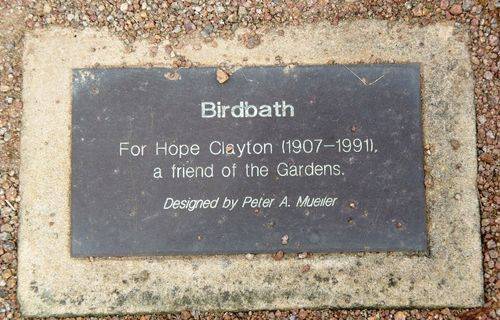 Birdbath
For Hope Clayton (1907-1991),
a friend of the Gardens.
Designed by Peter A. Mueller